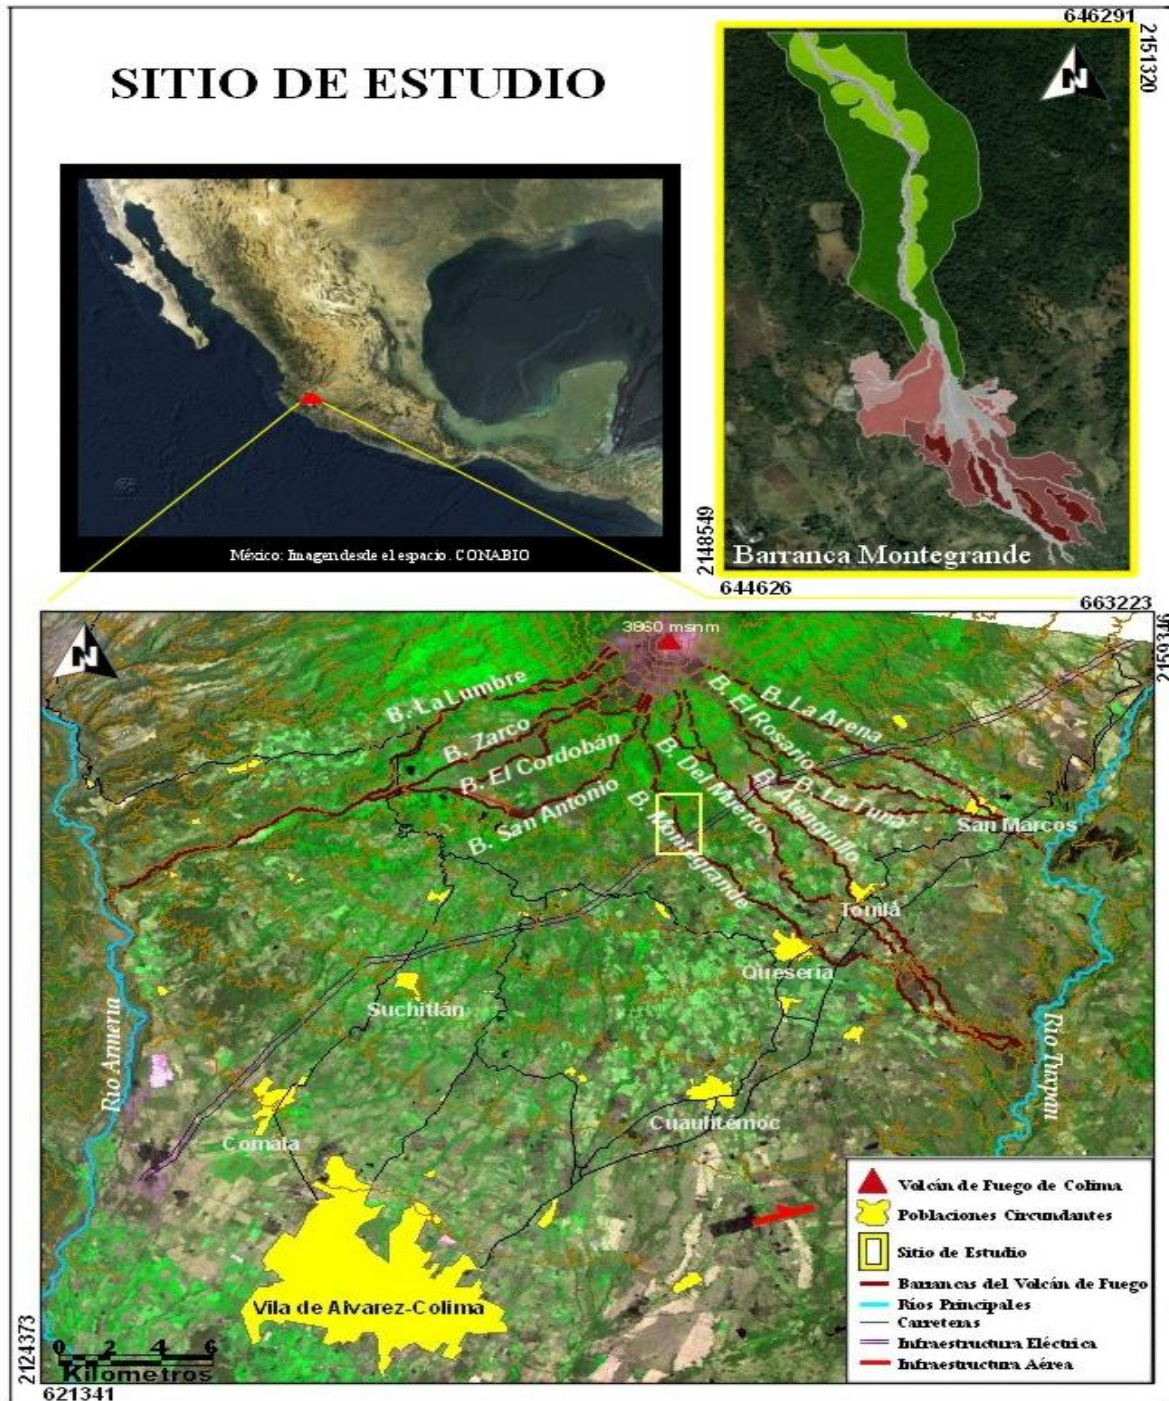 SITIO DE ESTUDIO
646291
2151320
N
México: Imagen desde el espacio. CONABIO
Barranca Montegrande
2148549
644626
663223
2159346
N
3860 msnm
B. La Lumbre
B. Zarco
B. El Cordobán
B. San Antonio
B. Montegrande
B. Del Muerto
B. El Rosario
B. La Arena
B. Atenguillo
B. La Tuna
San Marcos
Tonila
Quesería
Suchitlán
Río Armería
Río Tuxpan
Cuauhtémoc
Comala
Vila de Alvarez-Colima
Volcán de Fuego de Colima
Poblaciones Circundantes
Sitio de Estudio
Barrancas del Volcán de Fuego
Ríos Principales
Carreteras
Infraestructura Eléctrica
Infraestructura Aérea
0 2 4 6
Kilometros
2124373
621341